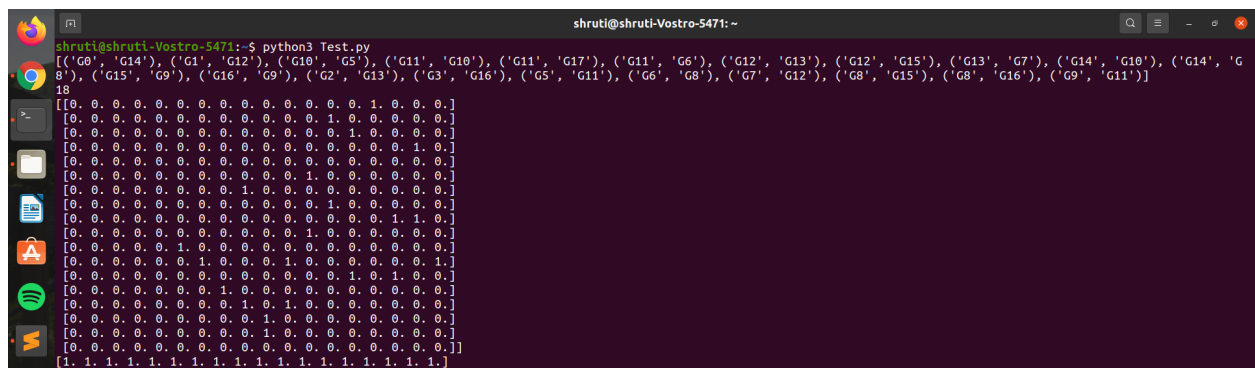 shruti@shruti-Vostro-5471: ~
shruti@shruti-Vostro-5471:~$ python3 Test.py
[('G0', 'G14'), ('G1', 'G12'), ('G10', 'G5'), ('G11', 'G10'), ('G11', 'G17'), ('G11', 'G6'), ('G12', 'G13'), ('G12', 'G15'), ('G13', 'G7'), ('G14', 'G10'), ('G14', 'G
8'), ('G15', 'G9'), ('G16', 'G9'), ('G2', 'G13'), ('G3', 'G16'), ('G5', 'G11'), ('G6', 'G8'), ('G7', 'G12'), ('G8', 'G15'), ('G8', 'G16'), ('G9', 'G11')]
18
[[0. 0. 0. 0. 0. 0. 0. 0. 0. 0. 0. 0. 0. 0. 1. 0. 0. 0.]
[0. 0. 0. 0. 0. 0. 0. 0. 0. 0. 0. 0. 1. 0. 0. 0. 0. 0.]
[0. 0. 0. 0. 0. 0. 0. 0. 0. 0. 0. 0. 0. 1. 0. 0. 0. 0.]
[0. 0. 0. 0. 0. 0. 0. 0. 0. 0. 0. 0. 0. 0. 0. 0. 1. 0.]
[0. 0. 0. 0. 0. 0. 0. 0. 0. 0. 0. 0. 0. 0. 0. 0. 0. 0.]
[0. 0. 0. 0. 0. 0. 0. 0. 0. 0. 0. 1. 0. 0. 0. 0. 0. 0.]
[0. 0. 0. 0. 0. 0. 0. 0. 1. 0. 0. 0. 0. 0. 0. 0. 0. 0.]
[0. 0. 0. 0. 0. 0. 0. 0. 0. 0. 0. 0. 1. 0. 0. 0. 0. 0.]
[0. 0. 0. 0. 0. 0. 0. 0. 0. 0. 0. 0. 0. 0. 0. 1. 1. 0.]
[0. 0. 0. 0. 0. 0. 0. 0. 0. 0. 0. 1. 0. 0. 0. 0. 0. 0.]
[0. 0. 0. 0. 0. 1. 0. 0. 0. 0. 0. 0. 0. 0. 0. 0. 0. 0.]
[0. 0. 0. 0. 0. 0. 1. 0. 0. 0. 1. 0. 0. 0. 0. 0. 0. 1.]
[0. 0. 0. 0. 0. 0. 0. 0. 0. 0. 0. 0. 0. 1. 0. 1. 0. 0.]
[0. 0. 0. 0. 0. 0. 0. 1. 0. 0. 0. 0. 0. 0. 0. 0. 0. 0.]
[0. 0. 0. 0. 0. 0. 0. 0. 1. 0. 1. 0. 0. 0. 0. 0. 0. 0.]
[0. 0. 0. 0. 0. 0. 0. 0. 0. 1. 0. 0. 0. 0. 0. 0. 0. 0.]
[0. 0. 0. 0. 0. 0. 0. 0. 0. 1. 0. 0. 0. 0. 0. 0. 0. 0.]
[0. 0. 0. 0. 0. 0. 0. 0. 0. 0. 0. 0. 0. 0. 0. 0. 0. 0.]]
[1. 1. 1. 1. 1. 1. 1. 1. 1. 1. 1. 1. 1. 1. 1. 1. 1. 1.]